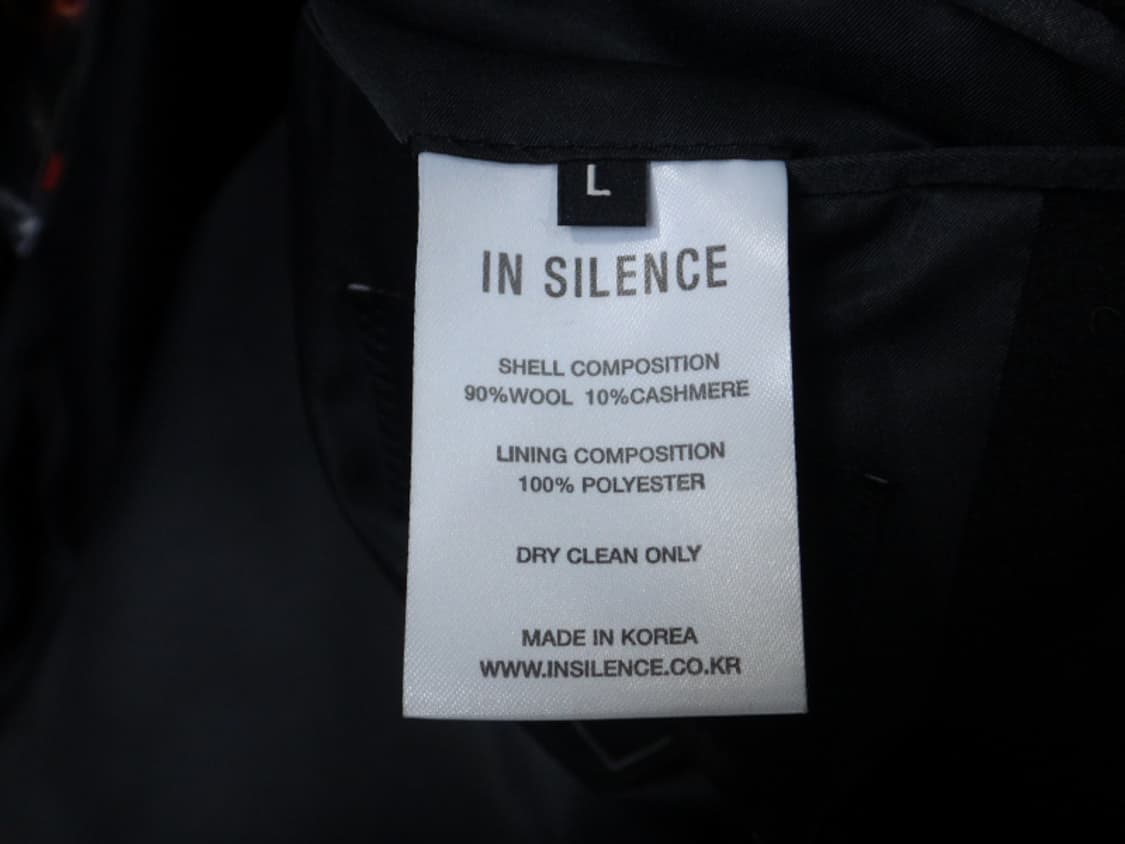 L
IN SILENCE
SHELL COMPOSITION
90%WOOL 10%CASHMERE
LINING COMPOSITION
100% POLYESTER
DRY CLEAN ONLY
MADE IN KOREA
WWW.INSILENCE.CO.KR